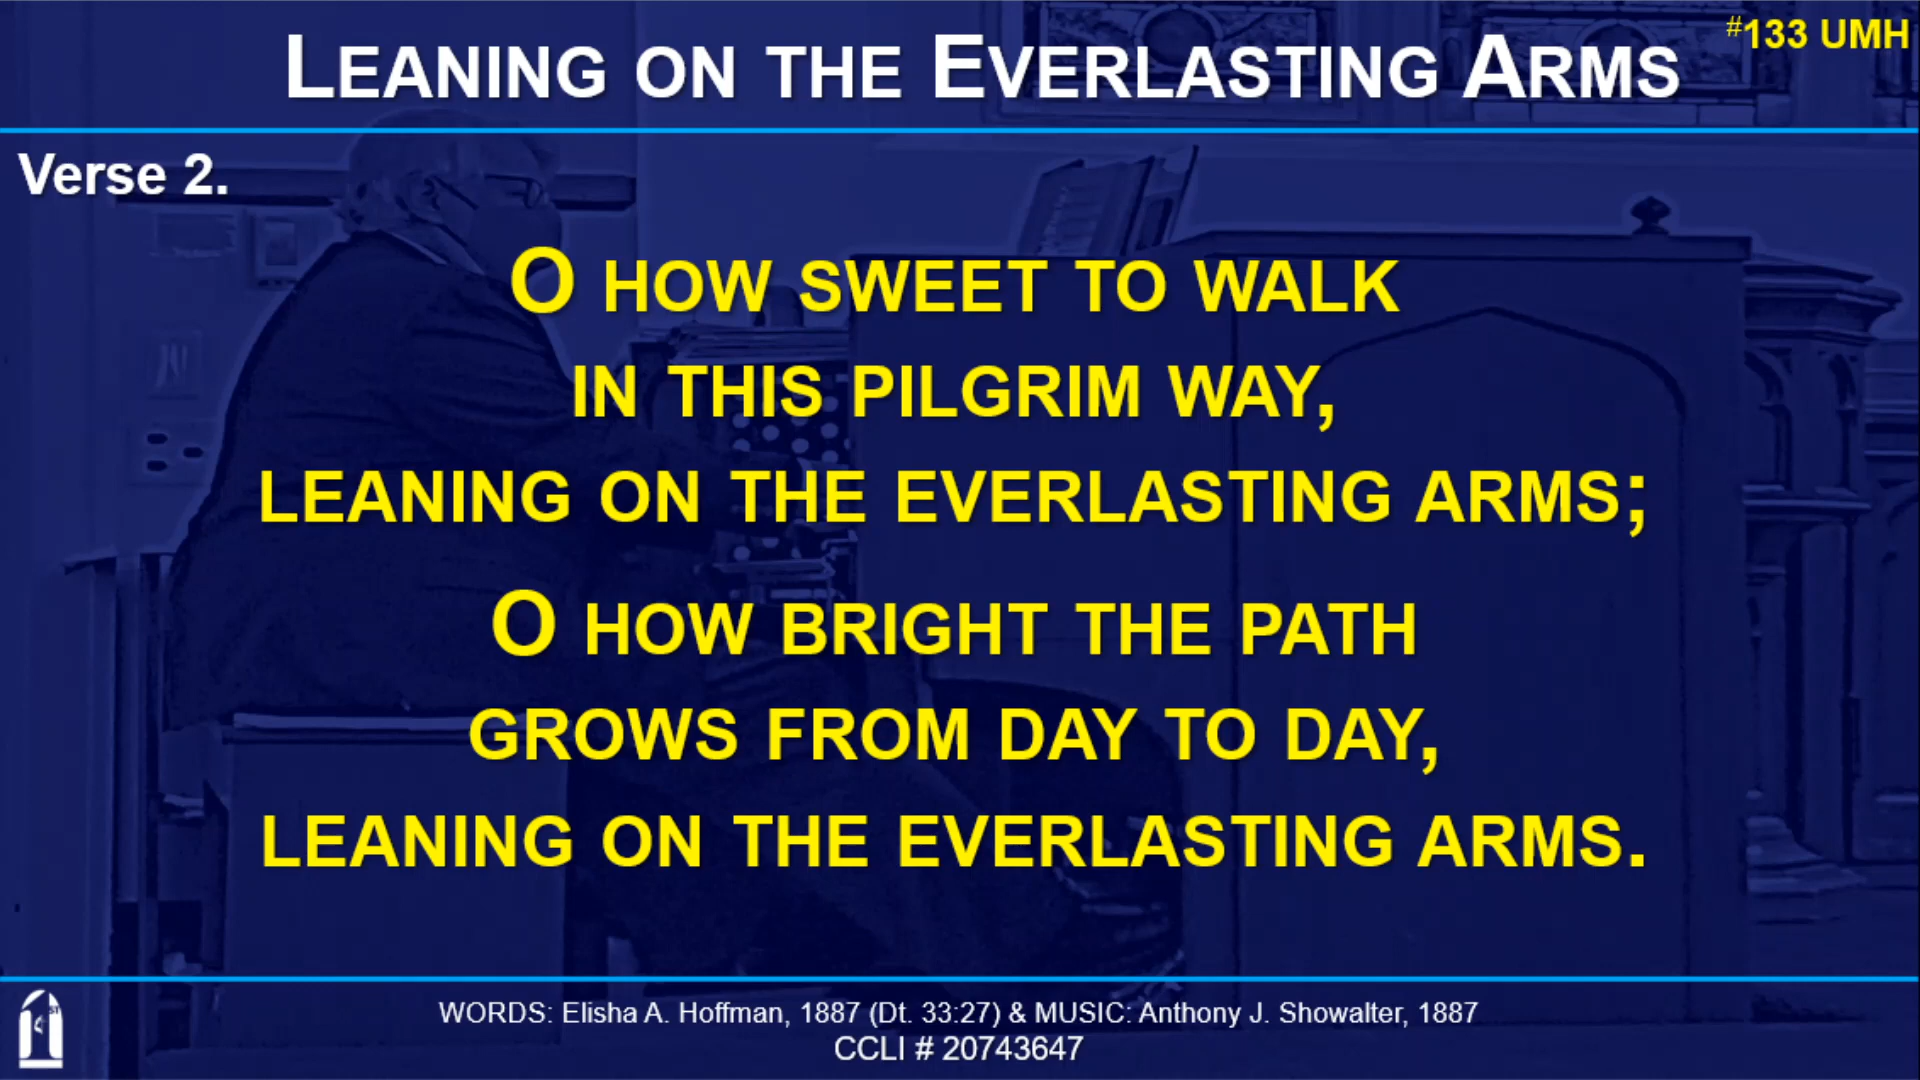 LEANING ON THE EVERLASTING ARMS
#133 UMH
Verse 2.
O HOW SWEET TO WALK
IN THIS PILGRIM WAY,
LEANING ON THE EVERLASTING ARMS;
O HOW BRIGHT THE PATH
GROWS FROM DAY TO DAY,
LEANING ON THE EVERLASTING ARMS.
WORDS: Elisha A. Hoffman, 1887 (Dt. 33:27) & MUSIC: Anthony J. Showalter, 1887
CCLI # 20743647
1ST